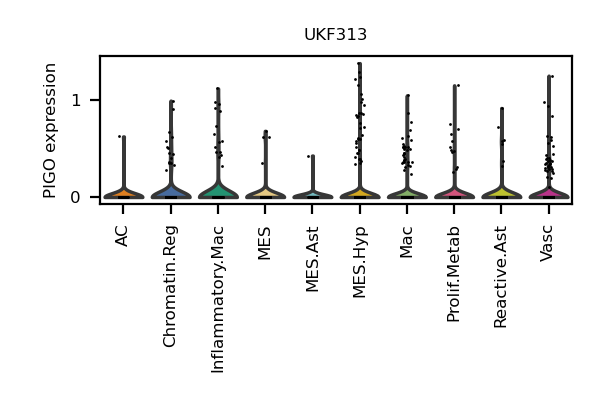 UKF313
PIGO expression
1
0
AC
Chromatin.Reg
Inflammatory.Mac
MES
MES.Ast
MES.Hyp
Mac
Prolif.Metab
Reactive.Ast
Vasc